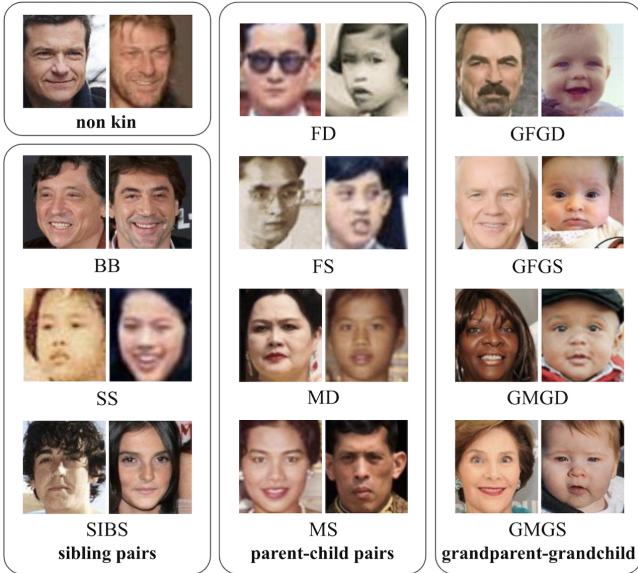 non kin
BB
SS
SIBS
sibling pairs
FD
FS
MD
MS
parent-child pairs
GFGD
GFGS
GMGD
GMGS
grandparent-grandchild